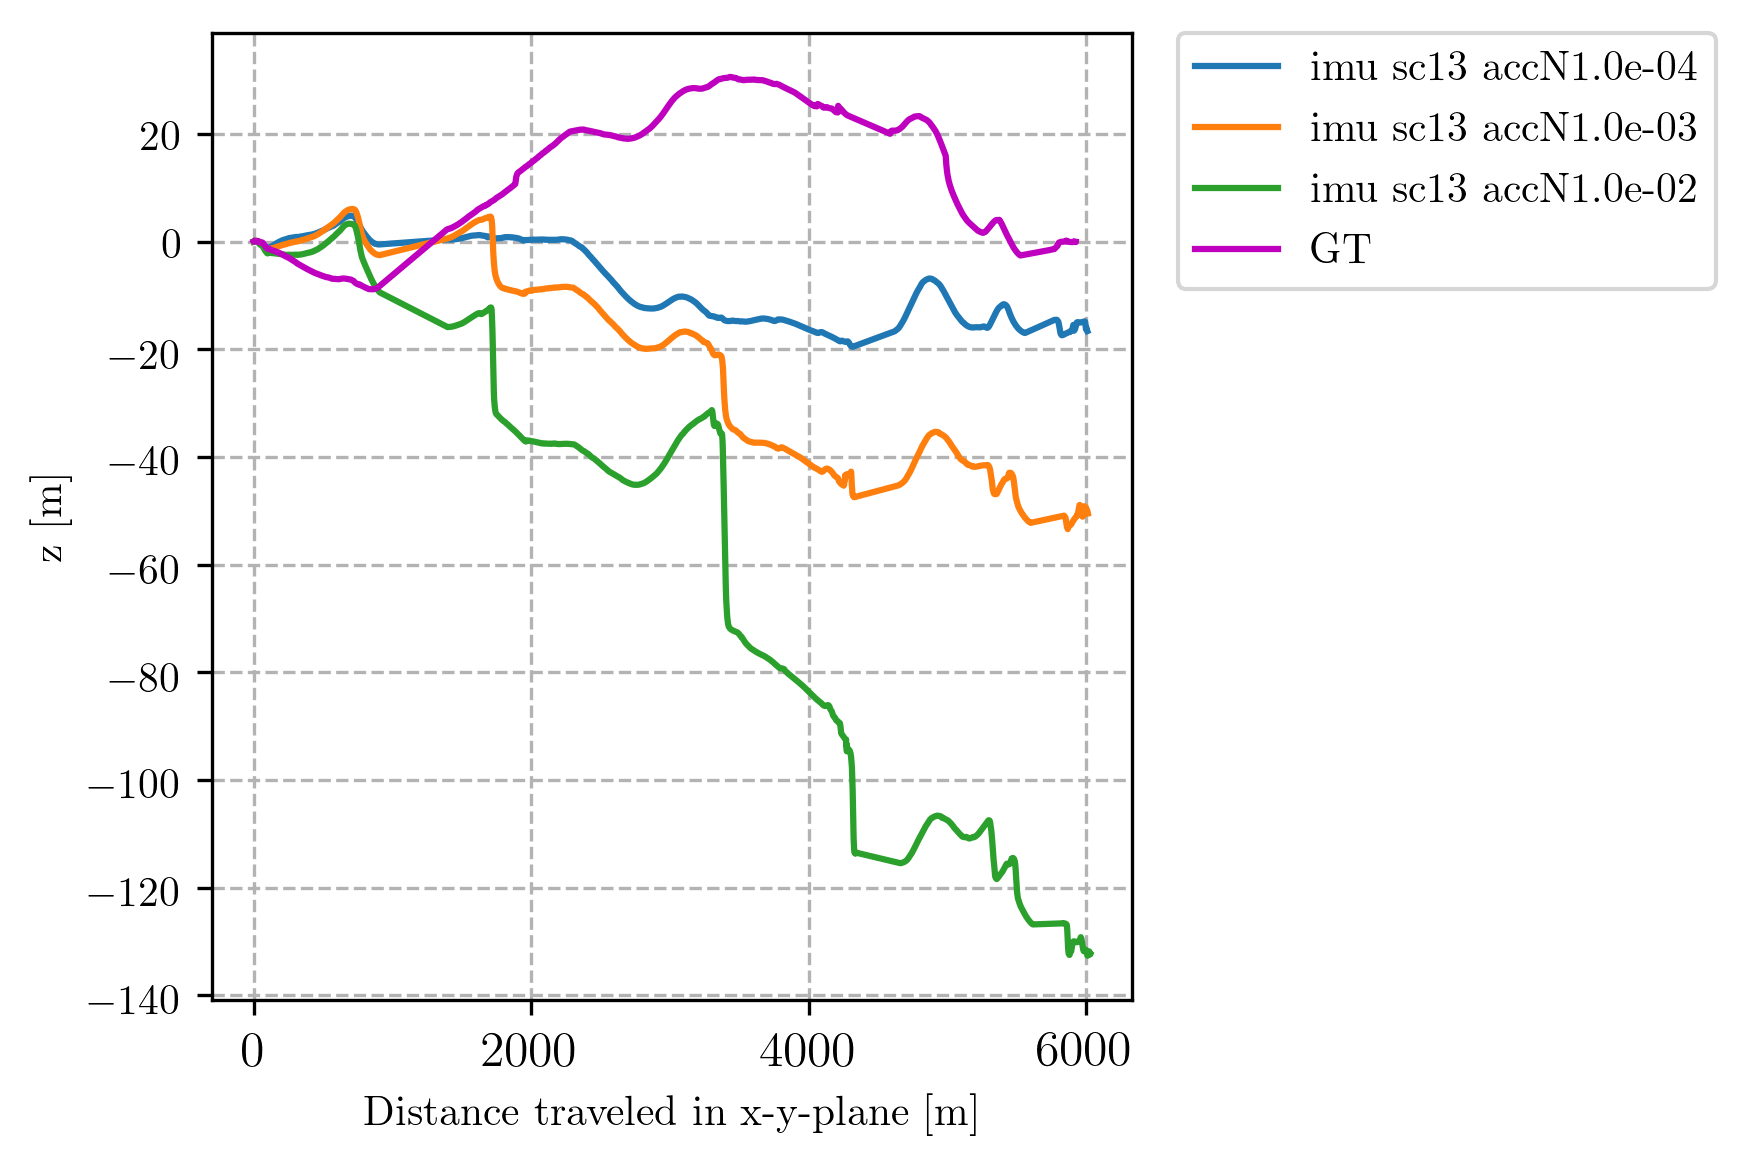 imu sc13 accN1.0e-04
imu sc13 accN1.0e-03
imu sc13 accN1.0e-02
GT
20
0
−20
−40
−60
−80
−100
−120
−140
z [m]
0 2000 4000 6000
Distance traveled in x-y-plane [m]